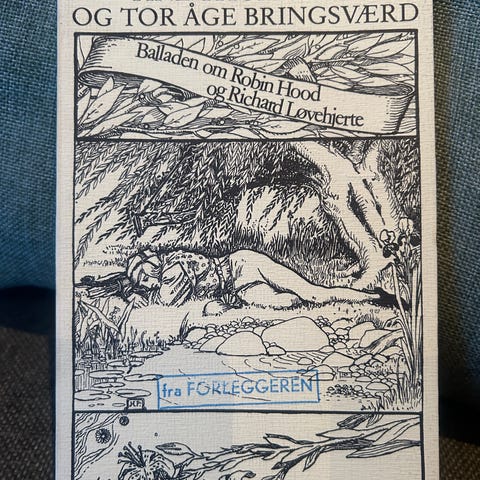 OG TOR ÅGE BRINGSVÆRD
Balladen om Robin Hood
og Richard Løvehjerte
fra FORLEGGEREN